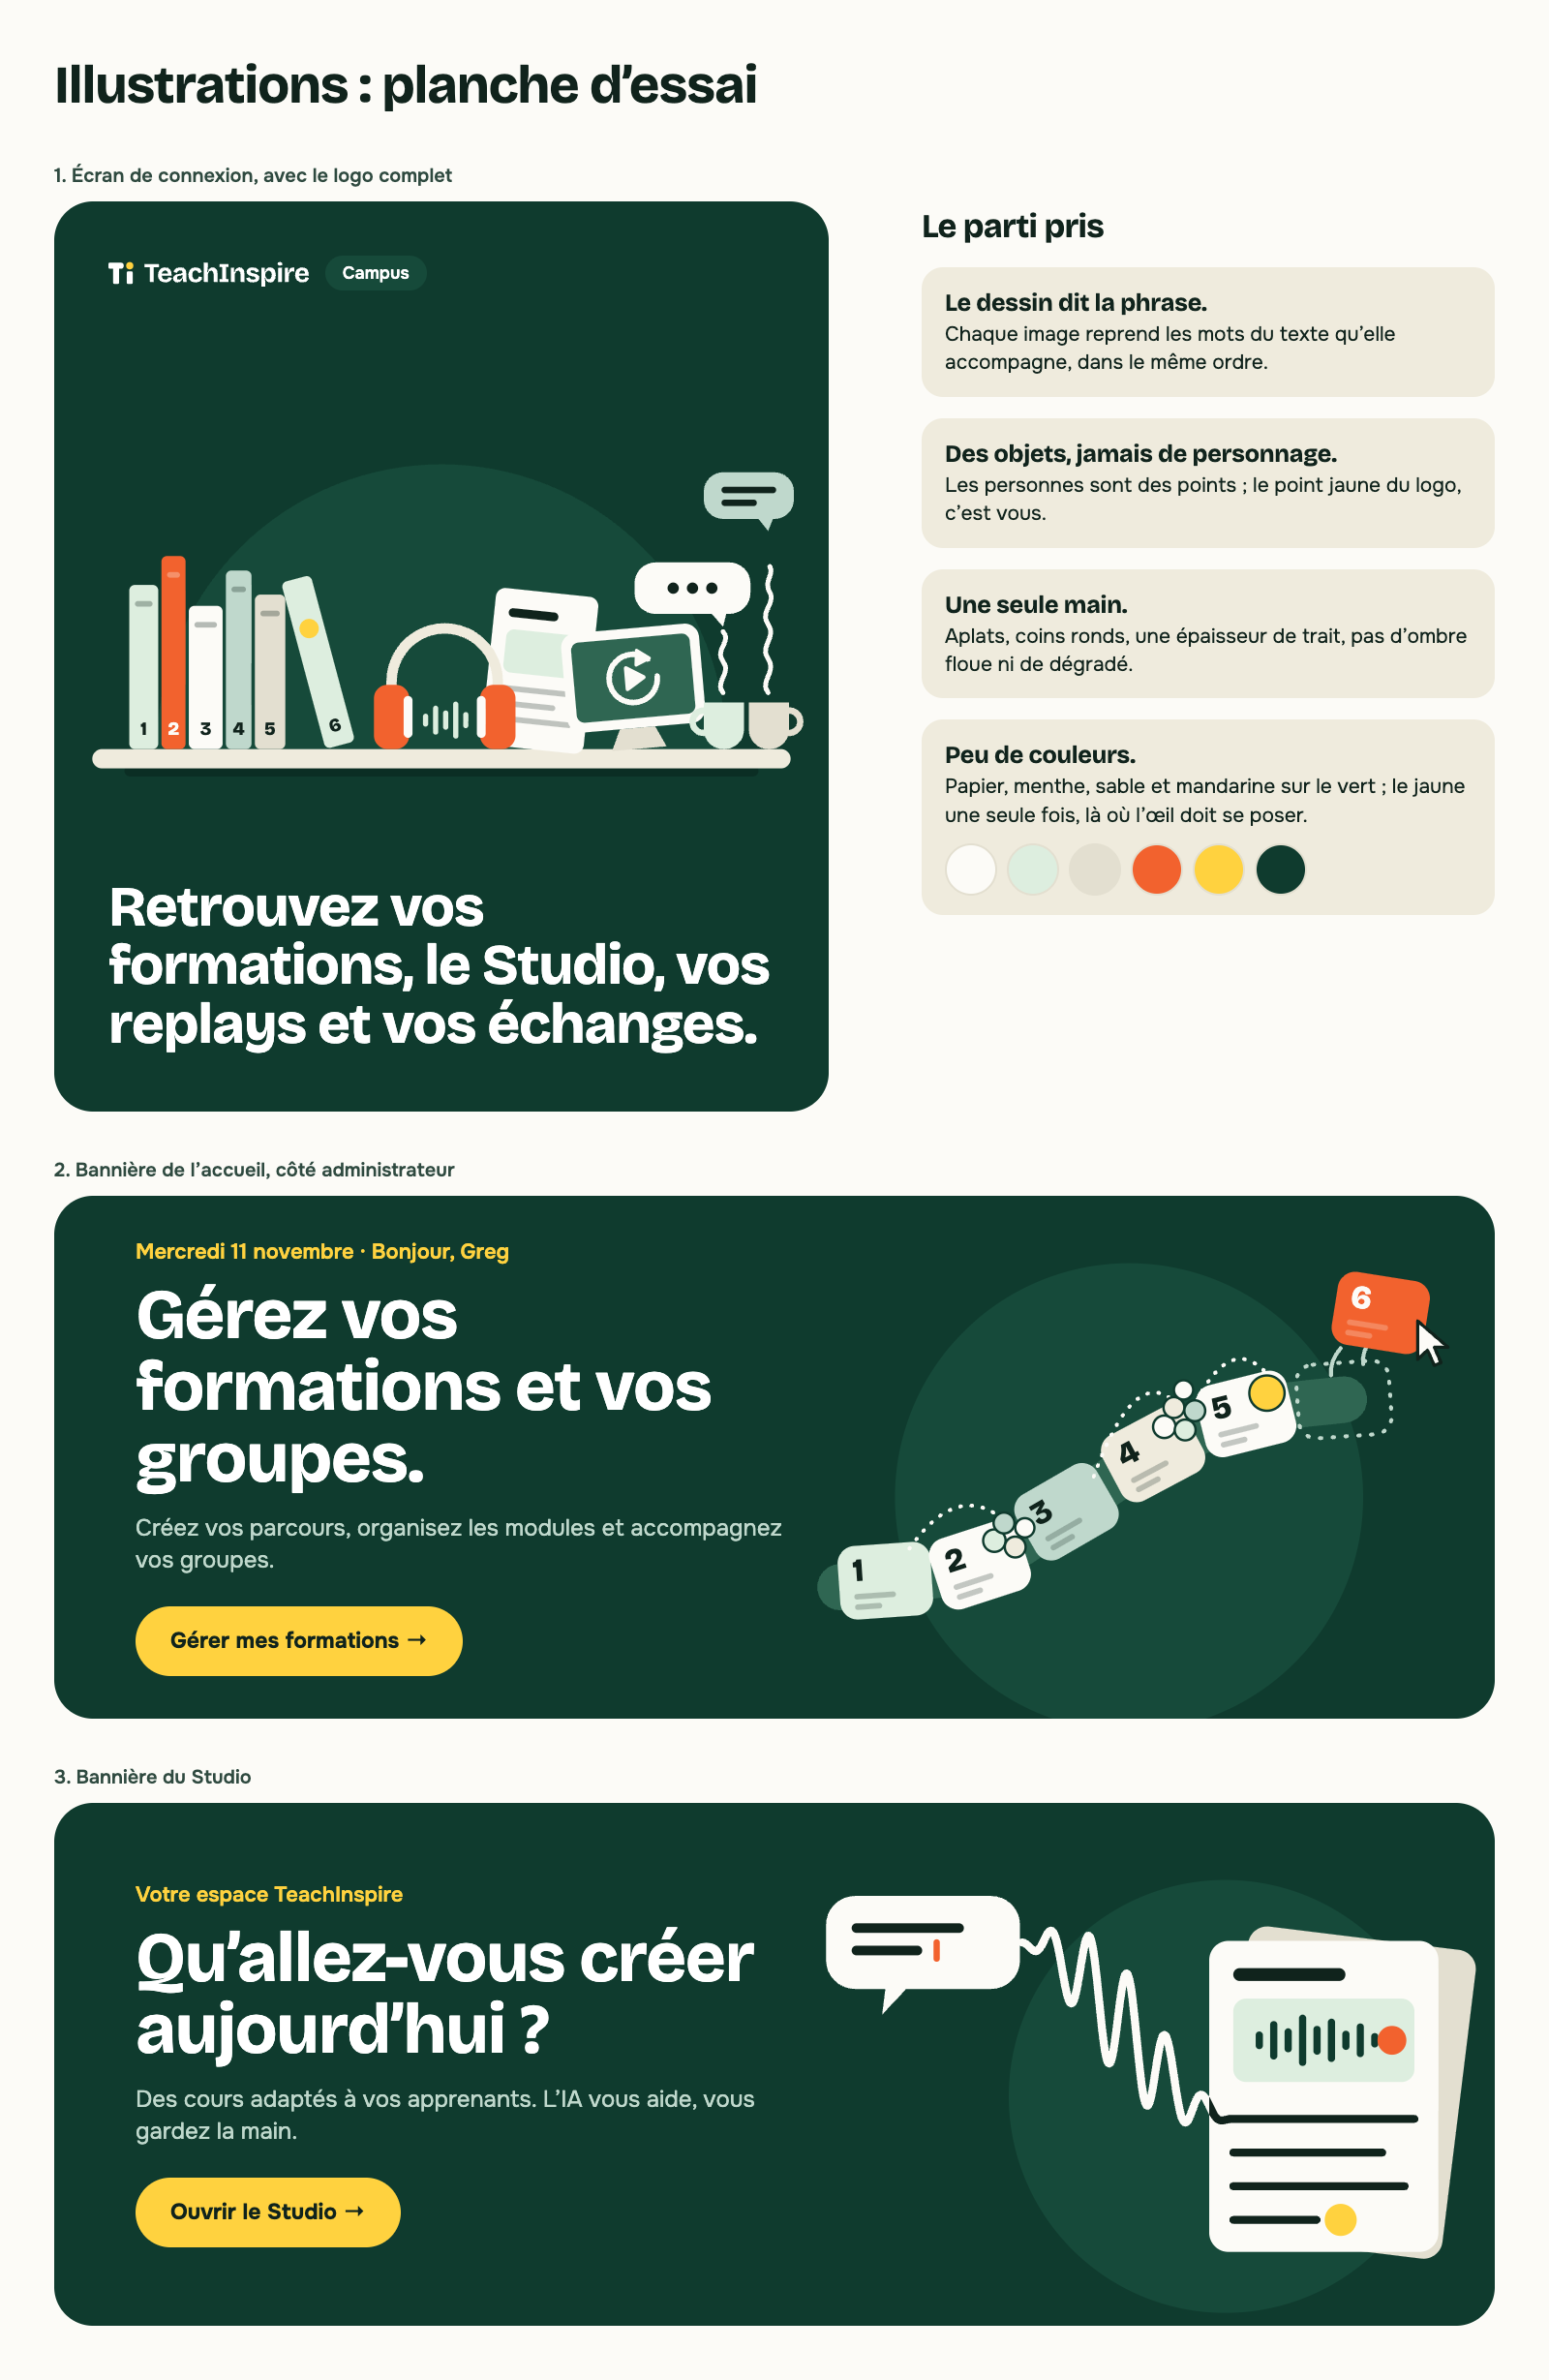 Illustrations : planche d’essai
1. Écran de connexion, avec le logo complet
Ti TeachInspire Campus
1 2 3 4 5 6
Retrouvez vos
formations, le Studio, vos
replays et vos échanges.
Le parti pris
Le dessin dit la phrase.
Chaque image reprend les mots du texte qu’elle
accompagne, dans le même ordre.
Des objets, jamais de personnage.
Les personnes sont des points ; le point jaune du logo,
c’est vous.
Une seule main.
Aplats, coins ronds, une épaisseur de trait, pas d’ombre
floue ni de dégradé.
Peu de couleurs.
Papier, menthe, sable et mandarine sur le vert ; le jaune
une seule fois, là où l’œil doit se poser.
2. Bannière de l’accueil, côté administrateur
Mercredi 11 novembre · Bonjour, Greg
Gérez vos
formations et vos
groupes.
Créez vos parcours, organisez les modules et accompagnez
vos groupes.
Gérer mes formations →
1
2
3
4
5
6
3. Bannière du Studio
Votre espace TeachInspire
Qu’allez-vous créer
aujourd’hui ?
Des cours adaptés à vos apprenants. L’IA vous aide, vous
gardez la main.
Ouvrir le Studio →